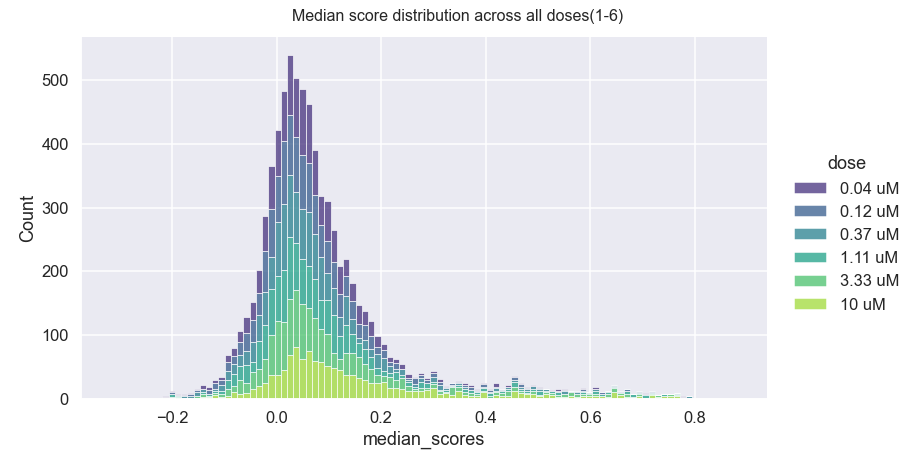 Median score distribution across all doses(1-6)
500
400
300
200
100
0
Count
−0.2
0.0
0.2
0.4
0.6
0.8
median_scores
dose
0.04 uM
0.12 uM
0.37 uM
1.11 uM
3.33 uM
10 uM